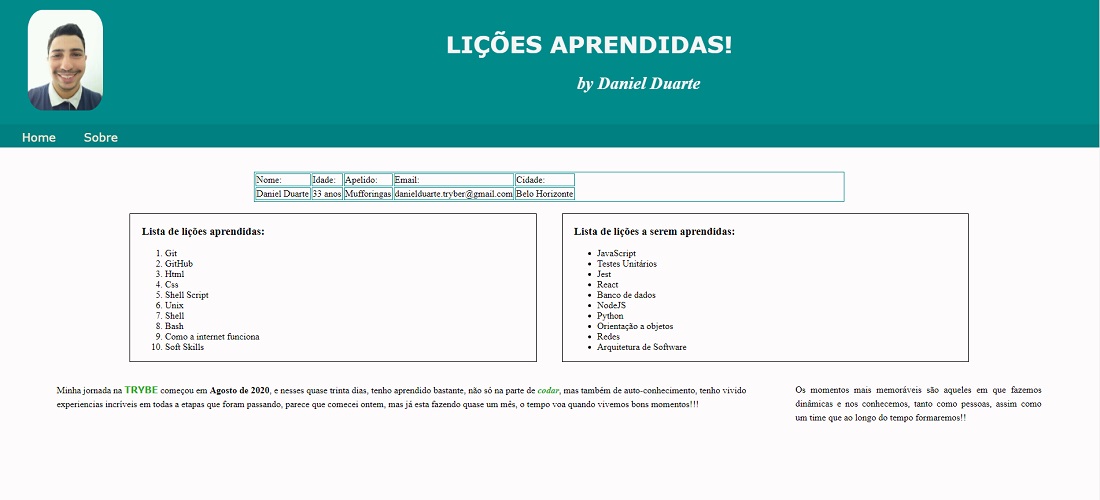 LIÇÕES APRENDIDAS!
by Daniel Duarte
Home Sobre
Nome: Idade: Apelido: Email: Cidade:
Daniel Duarte 33 anos Mufforingas danielduarte.tryber@gmail.com Belo Horizonte
Lista de lições aprendidas:
1. Git
2. GitHub
3. Html
4. Css
5. Shell Script
6. Unix
7. Shell
8. Bash
9. Como a internet funciona
10. Soft Skills
Lista de lições a serem aprendidas:
JavaScript
Testes Unitários
Jest
React
Banco de dados
NodeJS
Python
Orientação a objetos
Redes
Arquitetura de Software
Minha jornada na TRYBE começou em Agosto de 2020, e nesses quase trinta dias, tenho aprendido bastante, não só na parte de codar, mas também de auto-conhecimento, tenho vivido
experiencias incríveis em todas a etapas que foram passando, parece que comecei ontem, mas já esta fazendo quase um mês, o tempo voa quando vivemos bons momentos!!!
Os momentos mais memoráveis são aqueles em que fazemos
dinâmicas e nos conhecemos, tanto como pessoas, assim como
um time que ao longo do tempo formaremos!!